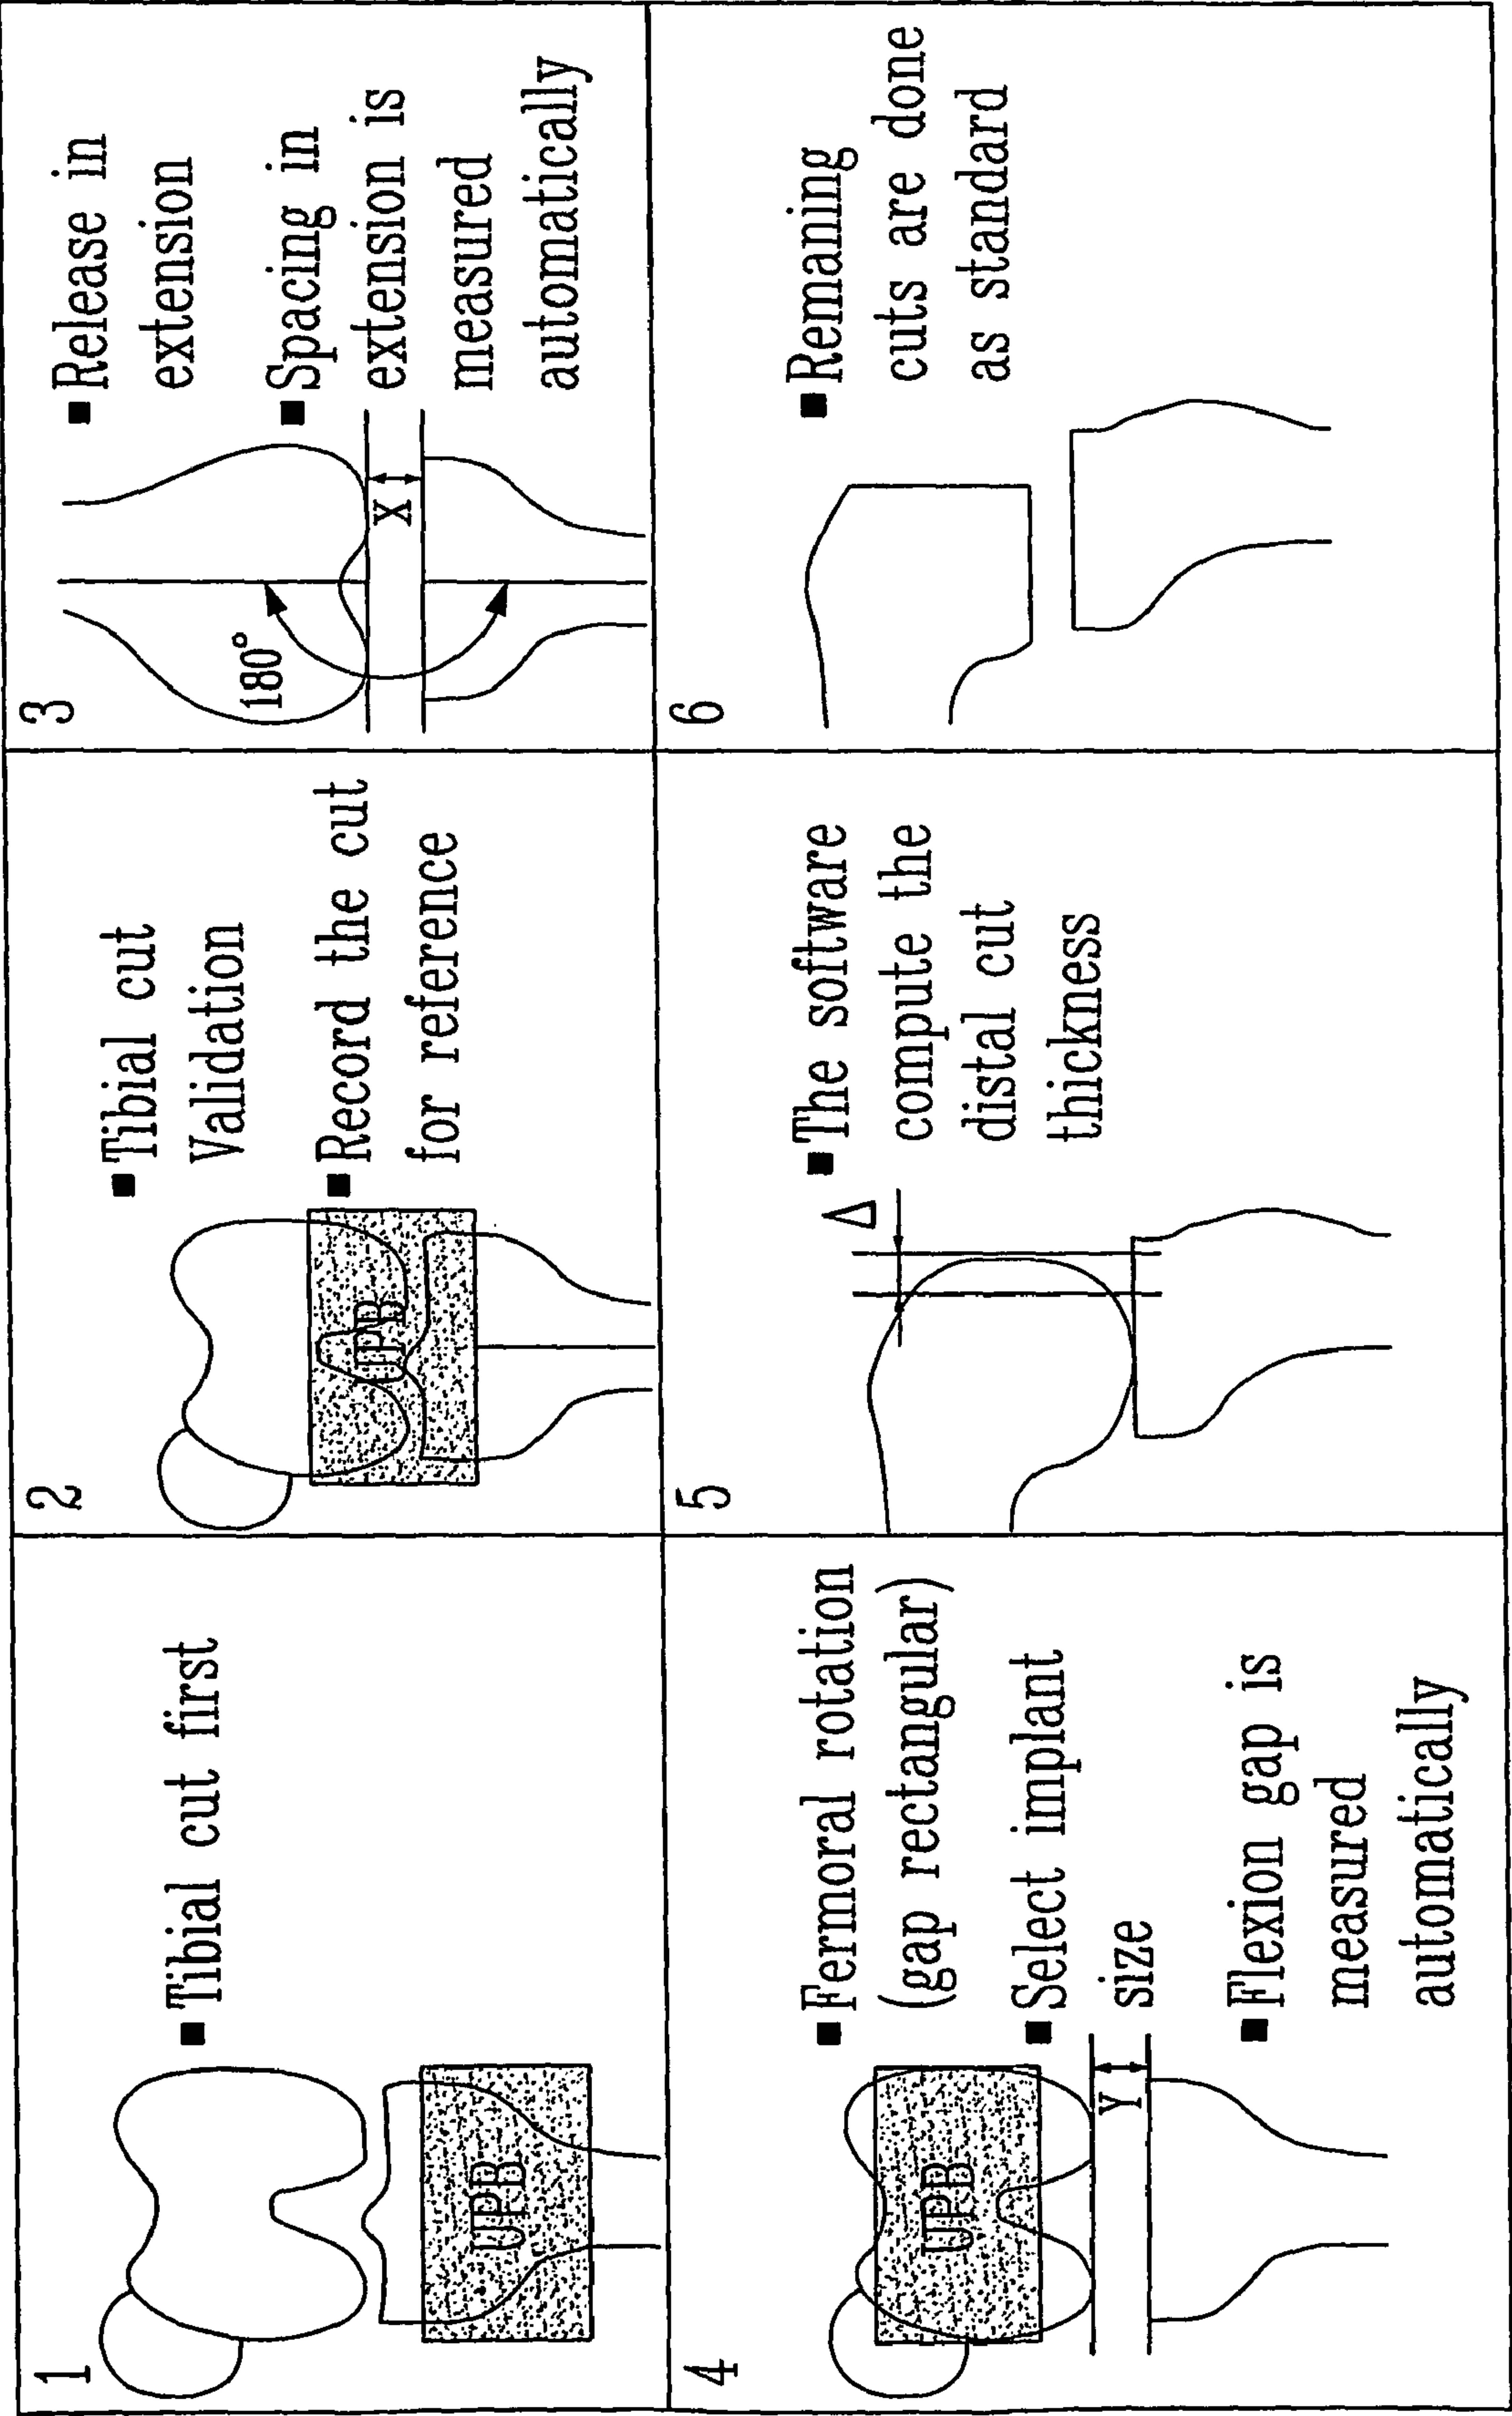 1
■Tibial cut first
UPB
2
■Tibial cut
Validation
■Record the cut
for reference
UPB
3
■Release in
extension
■Spacing in
extension is
measured
automatically
180°
X
4
■Fermoral rotation
(gap rectangular)
■Select implant
size
■Flexion gap is
measured
automatically
UPB
Y
5
■The software
compute the
distal cut
thickness
Δ
6
■Remaning
cuts are done
as standard